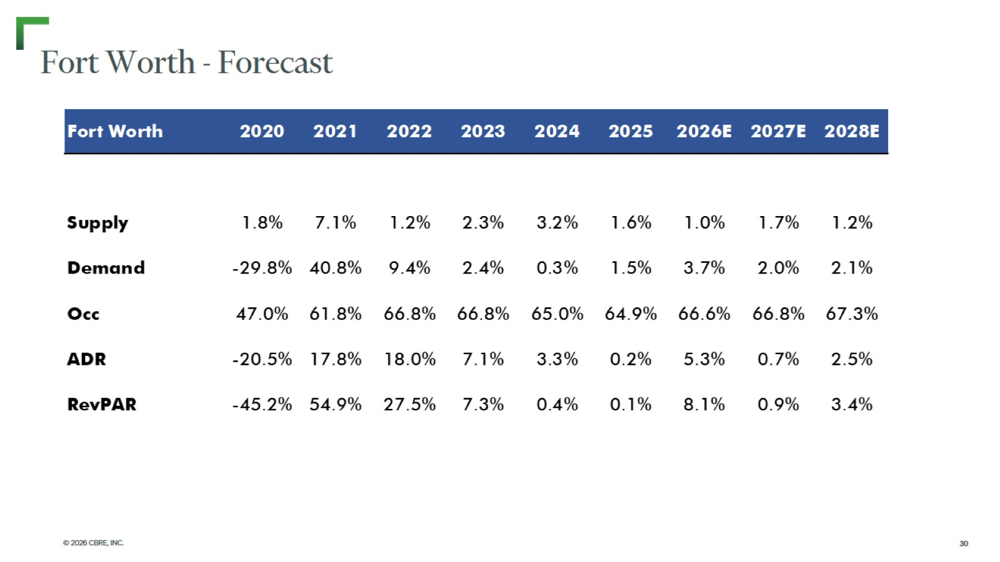 Fort Worth - Forecast
Fort Worth 2020 2021 2022 2023 2024 2025 2026E 2027E 2028E
Supply 1.8% 7.1% 1.2% 2.3% 3.2% 1.6% 1.0% 1.7% 1.2%
Demand -29.8% 40.8% 9.4% 2.4% 0.3% 1.5% 3.7% 2.0% 2.1%
Occ 47.0% 61.8% 66.8% 66.8% 65.0% 64.9% 66.6% 66.8% 67.3%
ADR -20.5% 17.8% 18.0% 7.1% 3.3% 0.2% 5.3% 0.7% 2.5%
RevPAR -45.2% 54.9% 27.5% 7.3% 0.4% 0.1% 8.1% 0.9% 3.4%
© 2026 CBRE, INC.
30